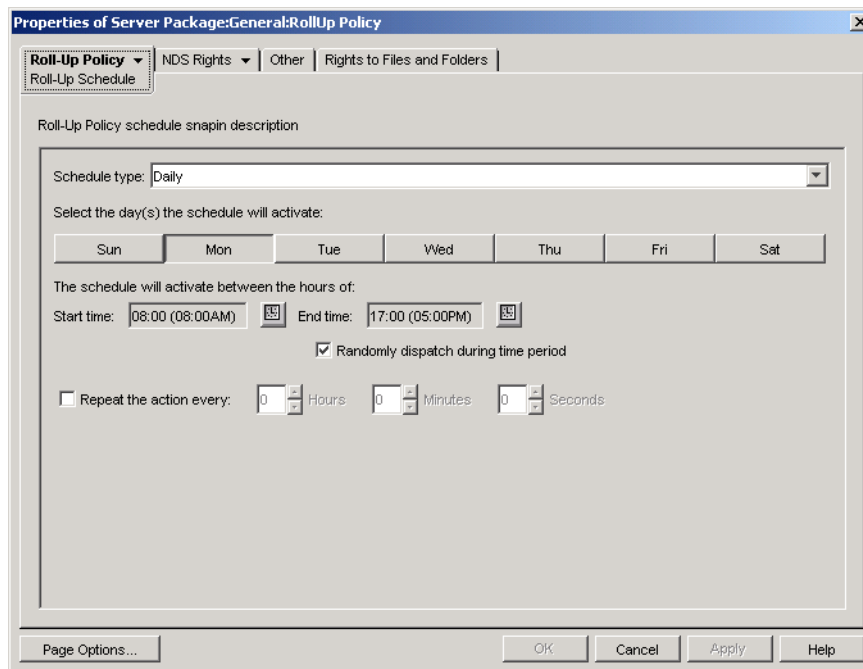 Properties of Server Package:General:RollUp Policy
Roll-Up Policy NDS Rights Other Rights to Files and Folders
Roll-Up Schedule
Roll-Up Policy schedule snapin description
Schedule type: Daily
Select the day(s) the schedule will activate:
Sun Mon Tue Wed Thu Fri Sat
The schedule will activate between the hours of:
Start time: 08:00 (08:00AM) End time: 17:00 (05:00PM)
Randomly dispatch during time period
Repeat the action every: 0 Hours 0 Minutes 0 Seconds
Page Options... OK Cancel Apply Help